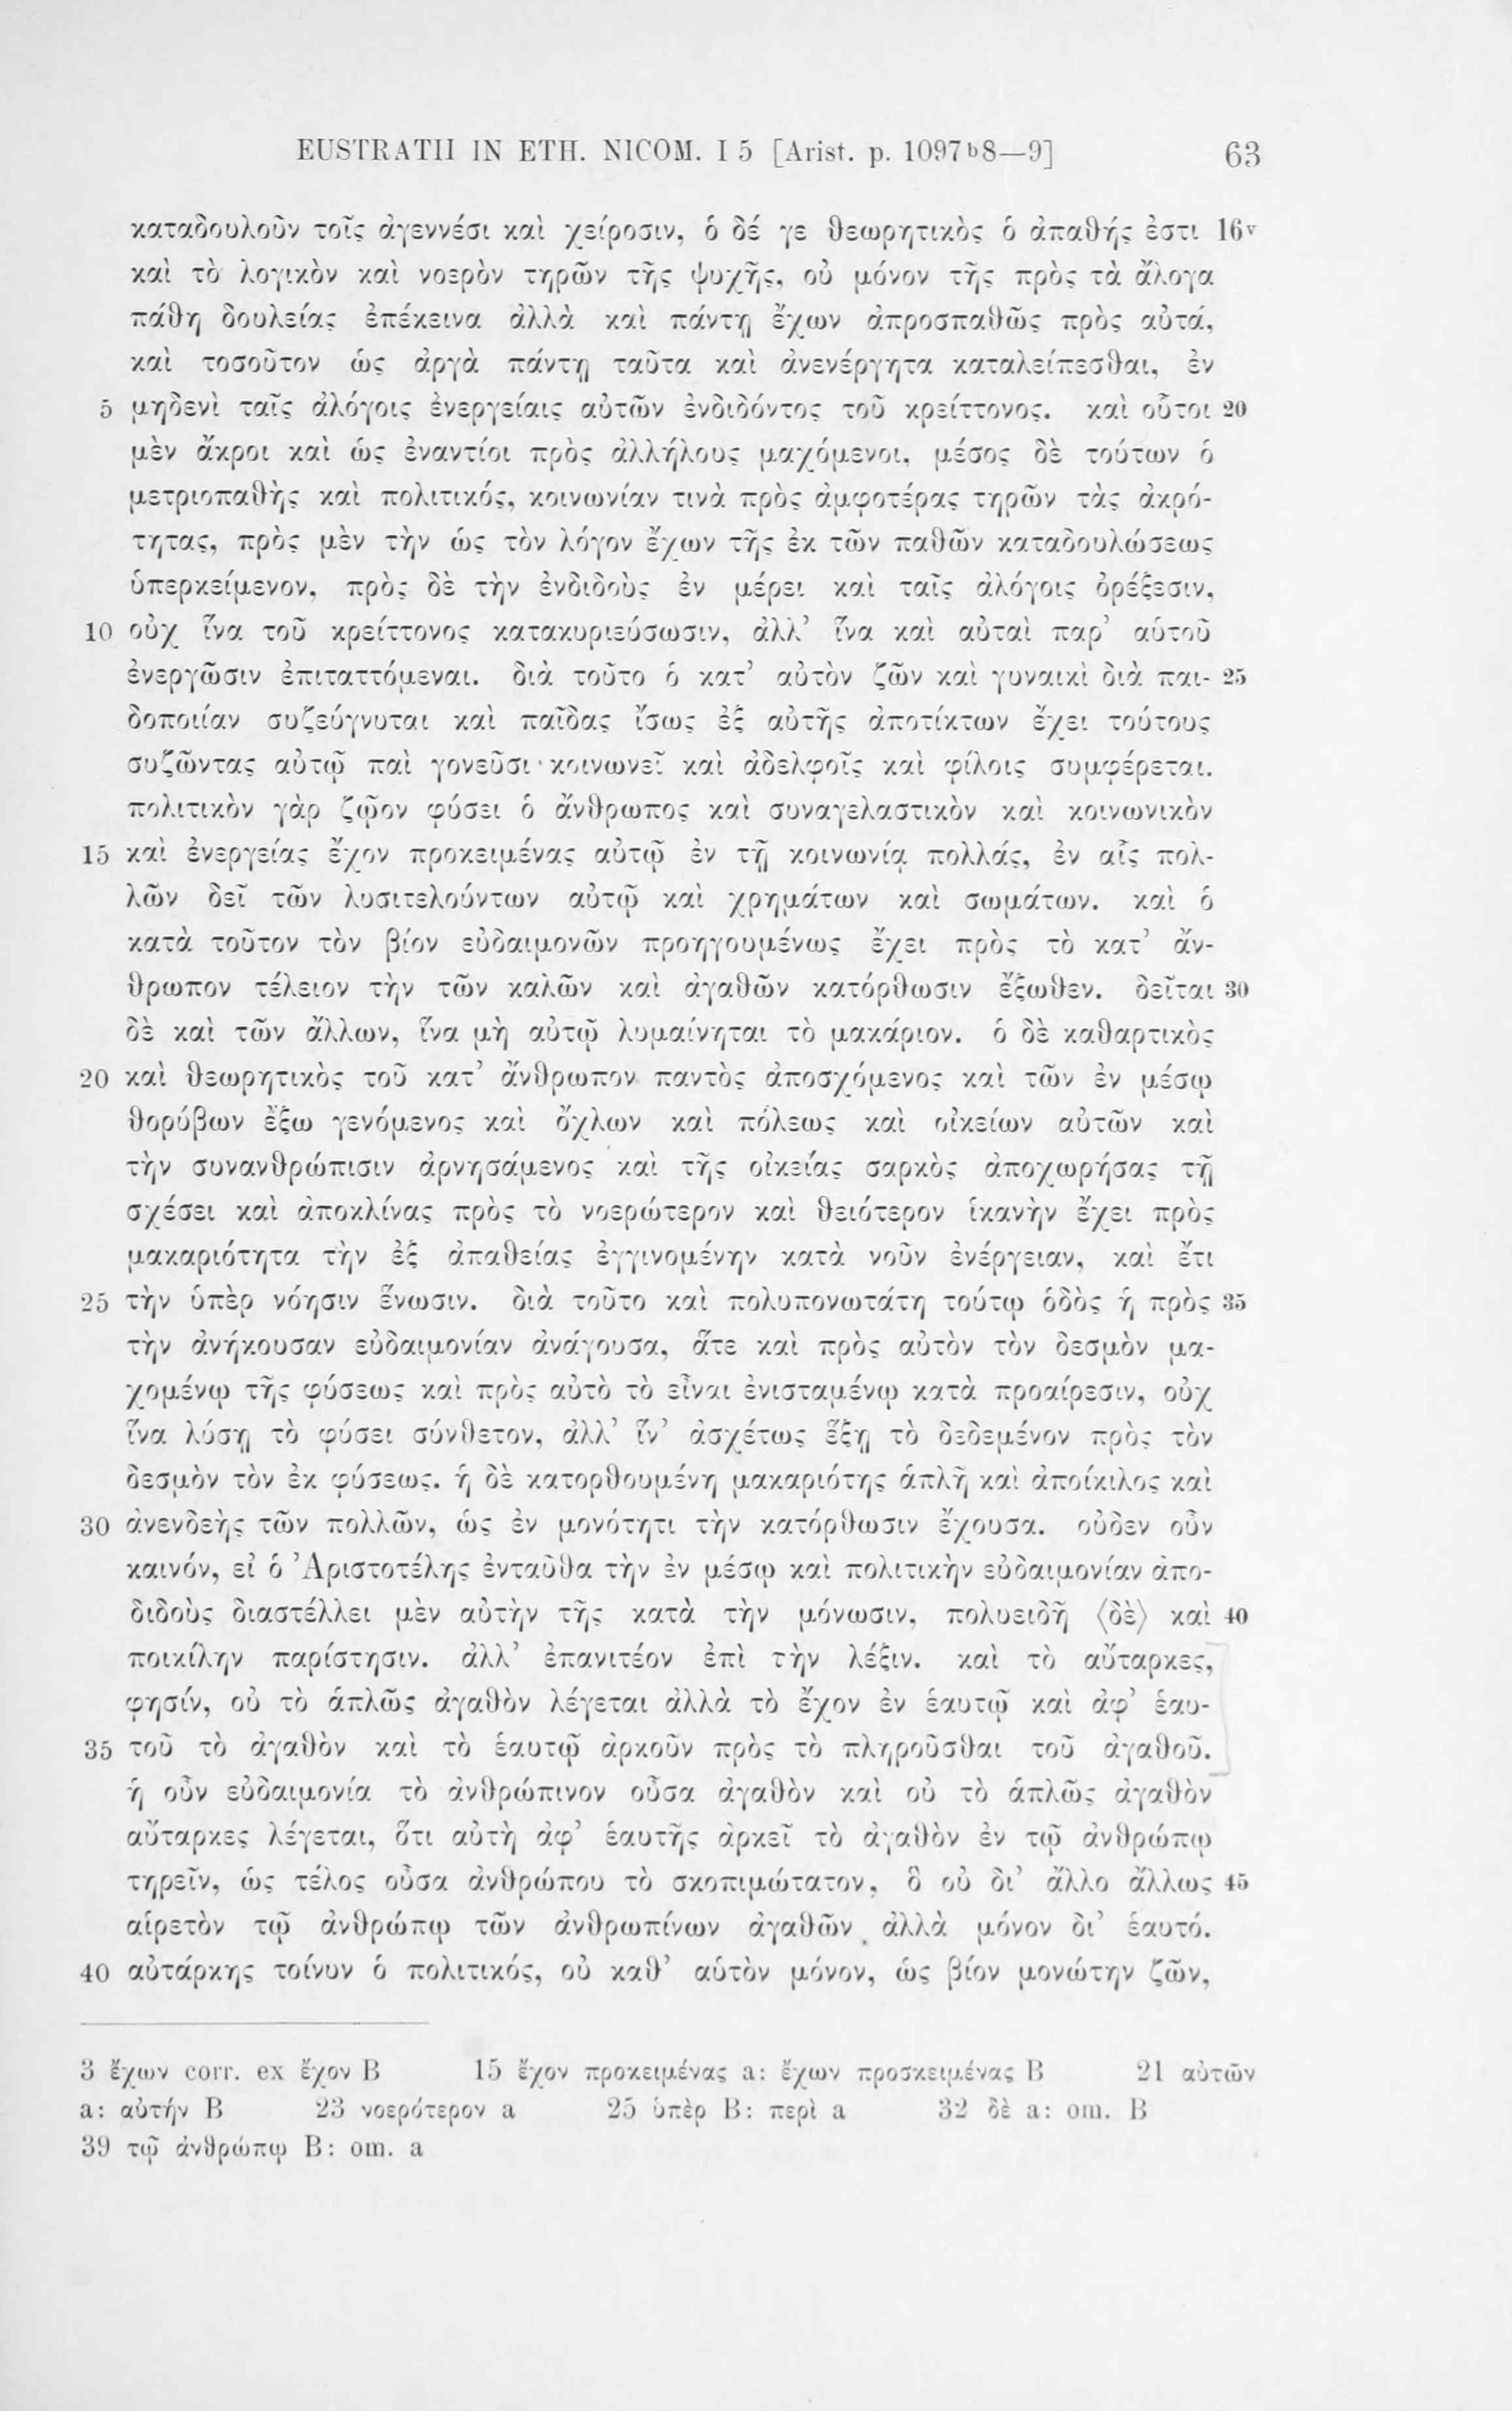 EUSTRATII IN ETH. NICOM. I 5 [Arist. p. 1097b8—9] 63
καταδουλοῦν τοῖς ἀγεννέσι καὶ χείροσιν, ὁ δέ γε θεωρητικὸς ὁ ἀπαθής ἐστι 16v
καὶ τὸ λογικὸν καὶ νοερὸν τηρῶν τῆς ψυχῆς, οὐ μόνον τῆς πρὸς τὰ ἄλογα
πάθη δουλείας ἐπέκεινα ἀλλὰ καὶ πάντῃ ἔχων ἀπροσπαθῶς πρὸς αὐτά,
καὶ τοσοῦτον ὡς ἀργὰ πάντῃ ταῦτα καὶ ἀνενέργητα καταλείπεσθαι, ἐν
5 μηδενὶ ταῖς ἀλόγοις ἐνεργείαις αὐτῶν ἐνδιδόντος τοῦ κρείττονος. καὶ οὗτοι 20
μὲν ἄκροι καὶ ὡς ἐναντίοι πρὸς ἀλλήλους μαχόμενοι, μέσος δὲ τούτων ὁ
μετριοπαθὴς καὶ πολιτικός, κοινωνίαν τινὰ πρὸς ἀμφοτέρας τηρῶν τὰς ἀκρό-
τητας, πρὸς μὲν τὴν ὡς τὸν λόγον ἔχων τῆς ἐκ τῶν παθῶν καταδουλώσεως
ὑπερκείμενον, πρὸς δὲ τὴν ἐνδιδοὺς ἐν μέρει καὶ ταῖς ἀλόγοις ὀρέξεσιν,
10 οὐχ ἵνα τοῦ κρείττονος κατακυριεύσωσιν, ἀλλ’ ἵνα καὶ αὐταὶ παρ’ αὐτοῦ
ἐνεργῶσιν ἐπιταττόμεναι. διὰ τοῦτο ὁ κατ’ αὐτὸν ζῶν καὶ γυναικὶ διὰ παι- 25
δοποιίαν συζεύγνυται καὶ παῖδας ἴσως ἐξ αὐτῆς ἀποτίκτων ἔχει τούτους
συζῶντας αὐτῷ παὶ γονεῦσι · κοινωνεῖ καὶ ἀδελφοῖς καὶ φίλοις συμφέρεται.
πολιτικὸν γὰρ ζῷον φύσει ὁ ἄνθρωπος καὶ συναγελαστικὸν καὶ κοινωνικὸν
15 καὶ ἐνεργείας ἔχον προκειμένας αὐτῷ ἐν τῇ κοινωνίᾳ πολλάς, ἐν αἷς πολ-
λῶν δεῖ τῶν λυσιτελούντων αὐτῷ καὶ χρημάτων καὶ σωμάτων. καὶ ὁ
κατὰ τοῦτον τὸν βίον εὐδαιμονῶν προηγουμένως ἔχει πρὸς τὸ κατ’ ἄν-
θρωπον τέλειον τὴν τῶν καλῶν καὶ ἀγαθῶν κατόρθωσιν ἔξωθεν. δεῖται 30
δὲ καὶ τῶν ἄλλων, ἵνα μὴ αὐτῷ λυμαίνηται τὸ μακάριον. ὁ δὲ καθαρτικὸς
20 καὶ θεωρητικὸς τοῦ κατ’ ἄνθρωπον παντὸς ἀποσχόμενος καὶ τῶν ἐν μέσῳ
θορύβων ἔξω γενόμενος καὶ ὄχλων καὶ πόλεως καὶ οἰκείων αὐτῶν καὶ
τὴν συνανθρώπισιν ἀρνησάμενος καὶ τῆς οἰκείας σαρκὸς ἀποχωρήσας τῇ
σχέσει καὶ ἀποκλίνας πρὸς τὸ νοερώτερον καὶ θειότερον ἱκανὴν ἔχει πρὸς
μακαριότητα τὴν ἐξ ἀπαθείας ἐγγινομένην κατὰ νοῦν ἐνέργειαν, καὶ ἔτι
25 τὴν ὑπὲρ νόησιν ἕνωσιν. διὰ τοῦτο καὶ πολυπονωτάτη τούτῳ ὁδὸς ἡ πρὸς 35
τὴν ἀνήκουσαν εὐδαιμονίαν ἀνάγουσα, ἅτε καὶ πρὸς αὐτὸν τὸν δεσμὸν μα-
χομένῳ τῆς φύσεως καὶ πρὸς αὐτὸ τὸ εἶναι ἐνισταμένῳ κατὰ προαίρεσιν, οὐχ
ἵνα λύσῃ τὸ φύσει σύνθετον, ἀλλ’ ἵν’ ἀσχέτως ἕξῃ τὸ δεδεμένον πρὸς τὸν
δεσμὸν τὸν ἐκ φύσεως. ἡ δὲ κατορθουμένη μακαριότης ἁπλῆ καὶ ἀποίκιλος καὶ
30 ἀνενδεὴς τῶν πολλῶν, ὡς ἐν μονότητι τὴν κατόρθωσιν ἔχουσα. οὐδεν οὖν
καινόν, εἰ ὁ Ἀριστοτέλης ἐνταῦθα τὴν ἐν μέσῳ καὶ πολιτικὴν εὐδαιμονίαν ἀπο-
διδοὺς διαστέλλει μὲν αὐτὴν τῆς κατὰ τὴν μόνωσιν, πολυειδῆ ⟨δὲ⟩ καὶ 40
ποικίλην παρίστησιν. ἀλλ’ ἐπανιτέον ἐπὶ τὴν λέξιν. καὶ τὸ αὔταρκες,
φησίν, οὐ τὸ ἁπλῶς ἀγαθὸν λέγεται ἀλλὰ τὸ ἔχον ἐν ἑαυτῷ καὶ ἀφ’ ἑαυ-
35 τοῦ τὸ ἀγαθὸν καὶ τὸ ἑαυτῷ ἀρκοῦν πρὸς τὸ πληροῦσθαι τοῦ ἀγαθοῦ.
ἡ οὖν εὐδαιμονία τὸ ἀνθρώπινον οὖσα ἀγαθὸν καὶ οὐ τὸ ἁπλῶς ἀγαθὸν
αὔταρκες λέγεται, ὅτι αὐτὴ ἀφ’ ἑαυτῆς ἀρκεῖ τὸ ἀγαθὸν ἐν τῷ ἀνθρώπῳ
τηρεῖν, ὡς τέλος οὖσα ἀνθρώπου τὸ σκοπιμώτατον, ὃ οὐ δι’ ἄλλο ἄλλως 45
αἱρετὸν τῷ ἀνθρώπῳ τῶν ἀνθρωπίνων ἀγαθῶν ἀλλὰ μόνον δι’ ἑαυτό.
40 αὐτάρκης τοίνυν ὁ πολιτικός, οὐ καθ’ αὑτὸν μόνον, ὡς βίον μονώτην ζῶν,
3 ἔχων corr. ex ἔχον B 15 ἔχον προκειμένας a: ἔχων προσκειμένας B 21 αὐτῶν
a: αὐτήν B 23 νοερότερον a 25 ὑπὲρ B: περὶ a 32 δὲ a: om. B
39 τῷ ἀνθρώπῳ B: om. a